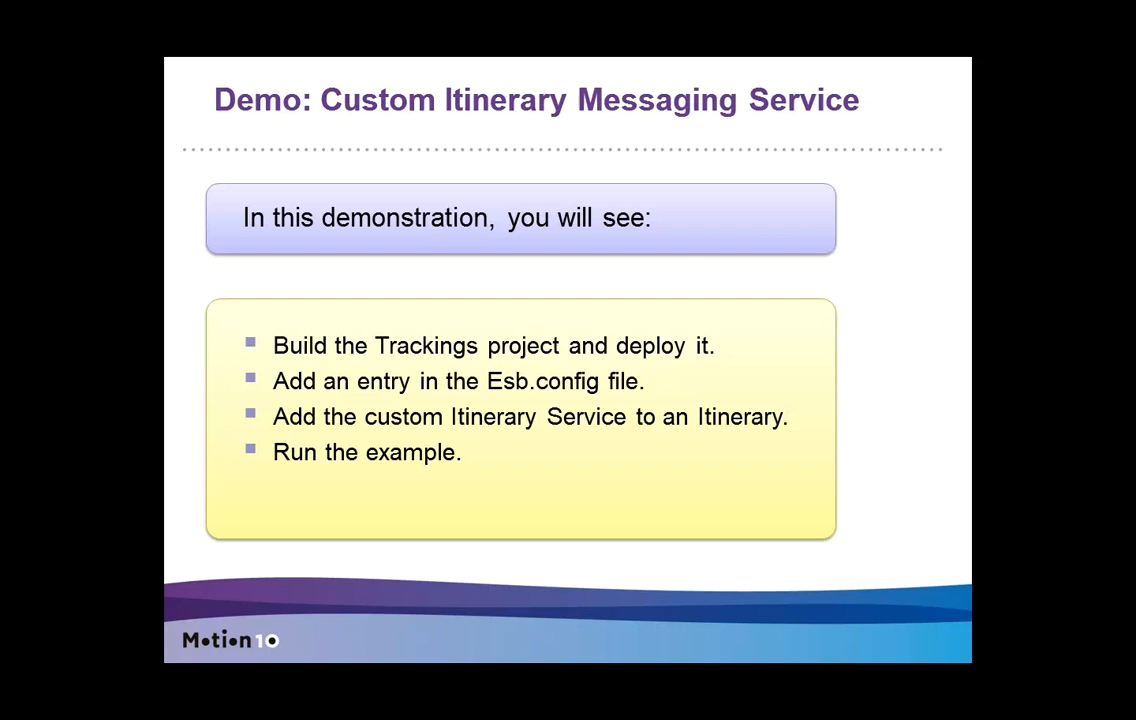 Demo: Custom Itinerary Messaging Service
In this demonstration, you will see:
Build the Trackings project and deploy it.
Add an entry in the Esb.config file.
Add the custom Itinerary Service to an Itinerary.
Run the example.
Motion10